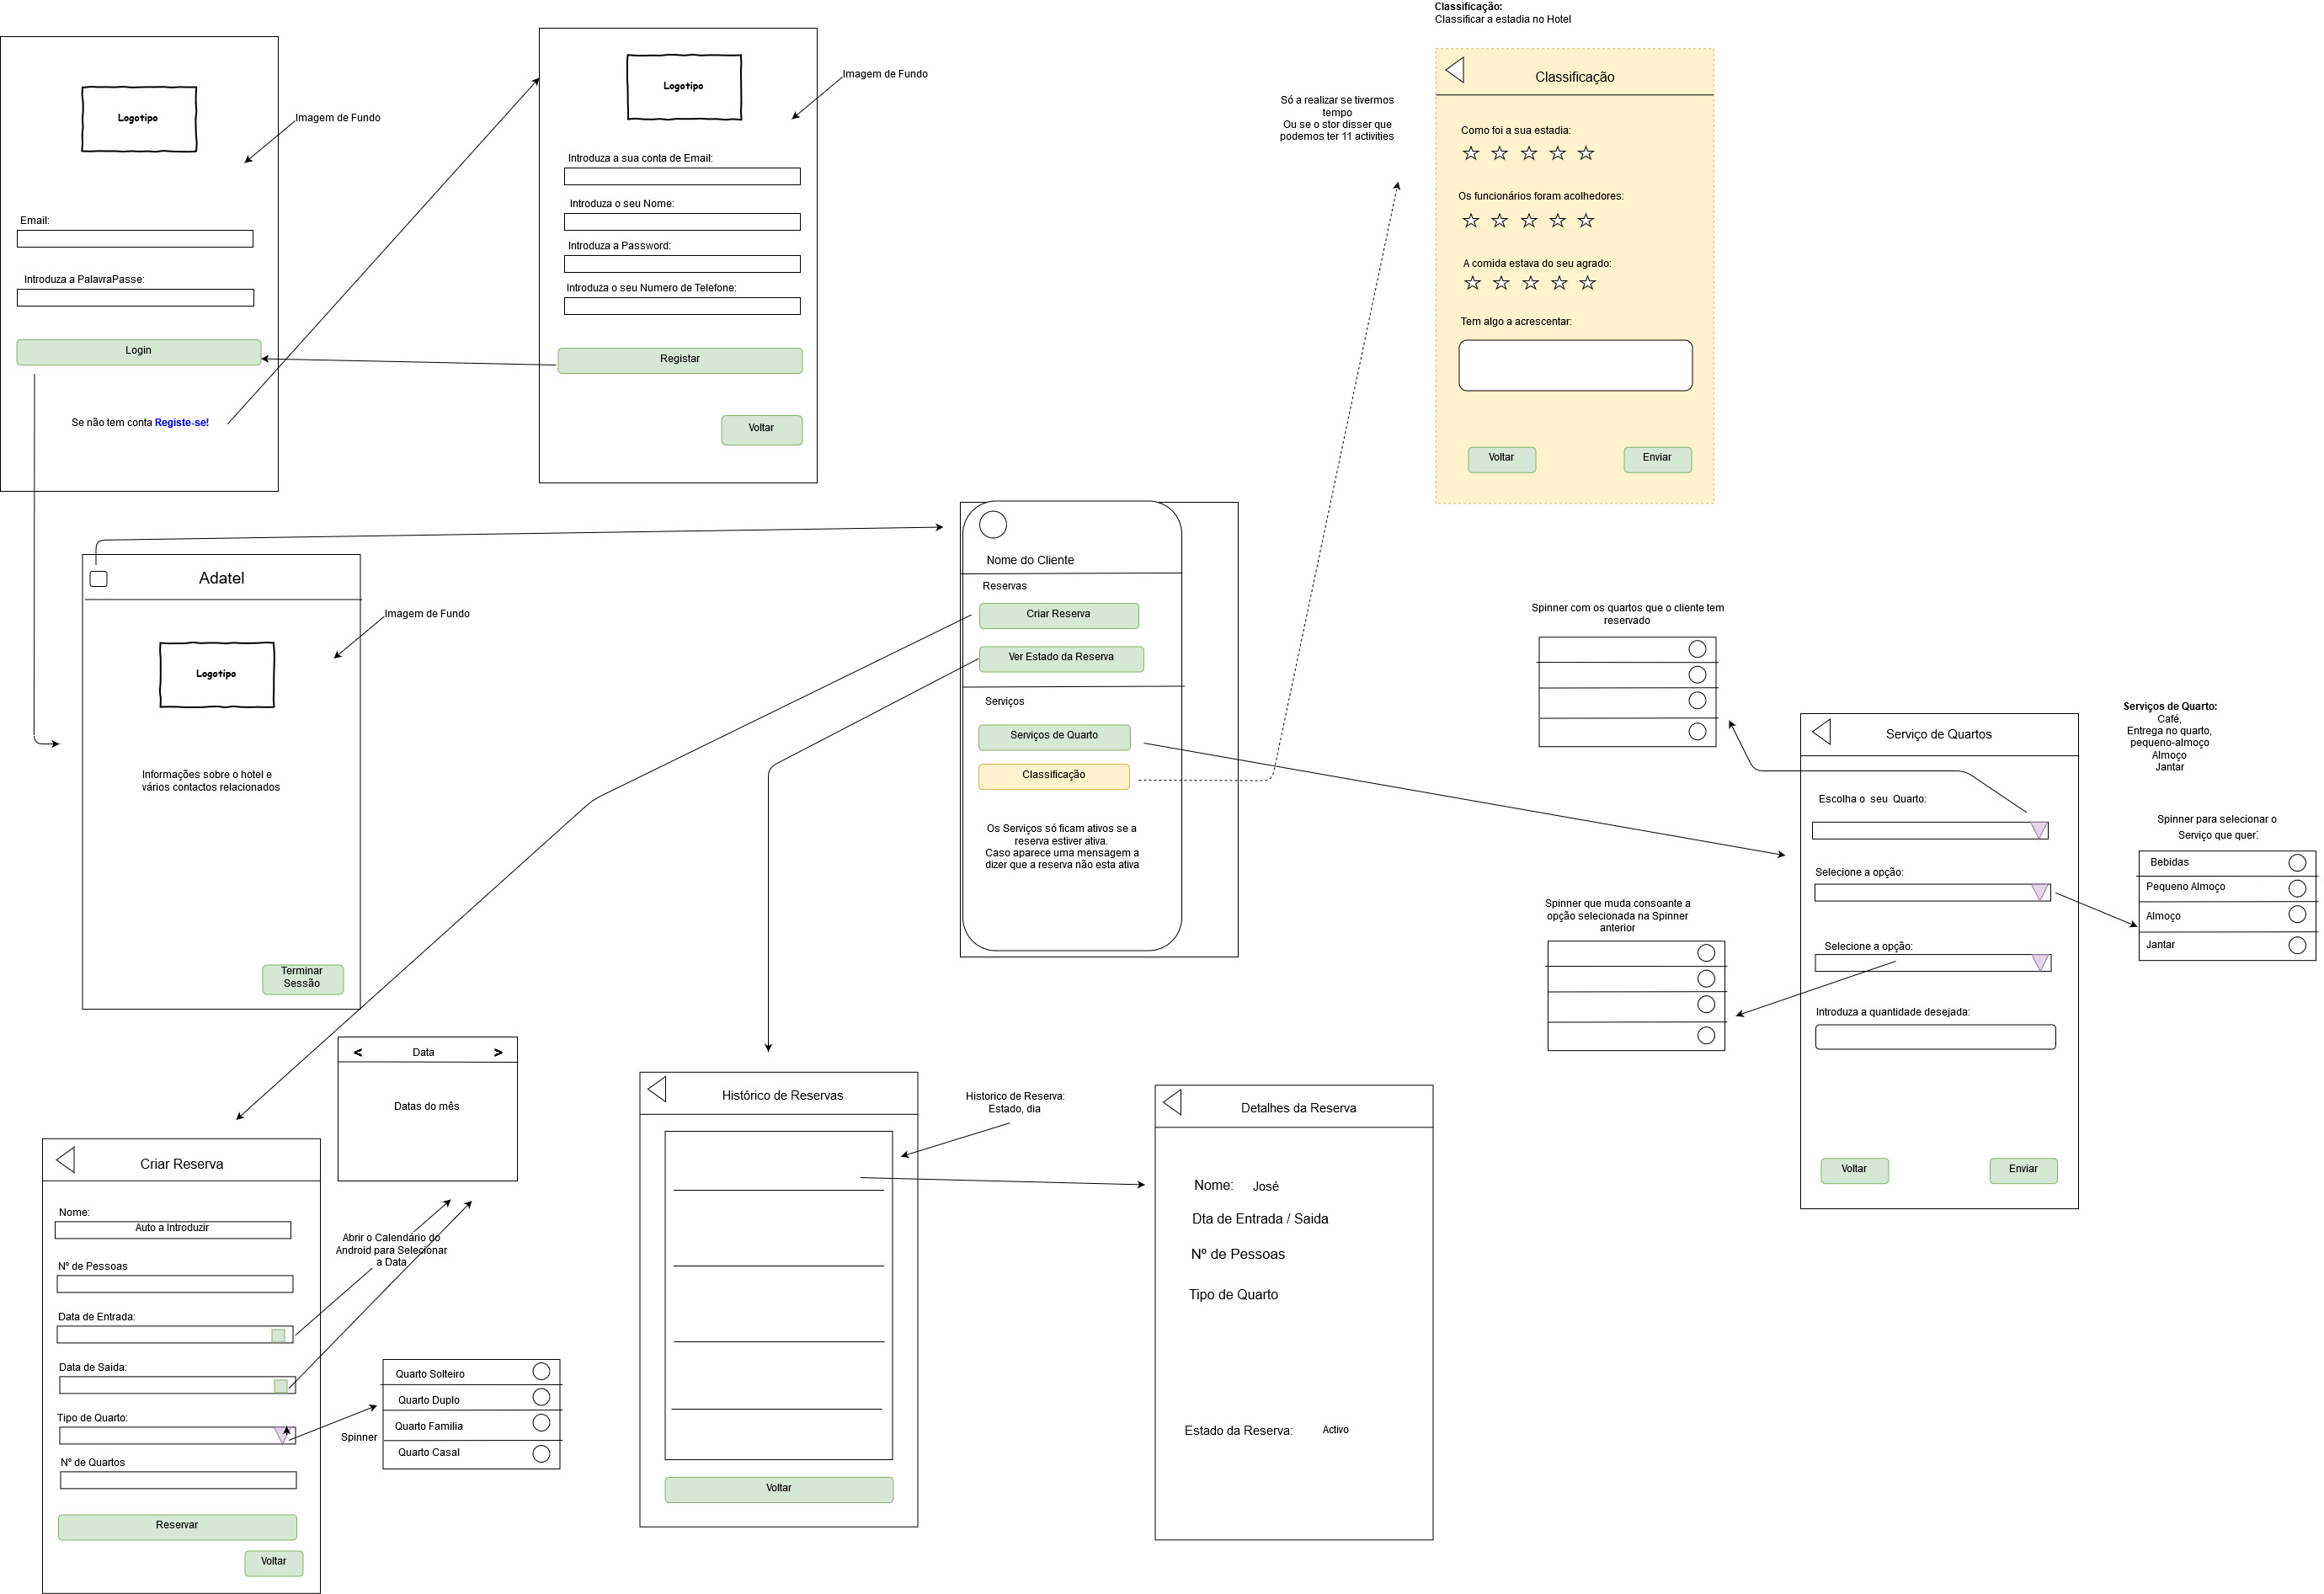 Logotipo
Imagem de Fundo
Email:
Introduza a PalavraPasse:
Login
Se não tem conta Registe-se!
Logotipo
Imagem de Fundo
Introduza a sua conta de Email:
Introduza o seu Nome:
Introduza a Password:
Introduza o seu Numero de Telefone:
Registar
Voltar
Classificação:
Classificar a estadia no Hotel
Só a realizar se tivermos
tempo
Ou se o stor disser que
podemos ter 11 activities
Classificação
Como foi a sua estadia:
Os funcionários foram acolhedores:
A comida estava do seu agrado:
Tem algo a acrescentar:
Voltar
Enviar
Adatel
Logotipo
Imagem de Fundo
Informações sobre o hotel e
vários contactos relacionados
Terminar
Sessão
Nome do Cliente
Reservas
Criar Reserva
Ver Estado da Reserva
Serviços
Serviços de Quarto
Classificação
Os Serviços só ficam ativos se a
reserva estiver ativa.
Caso aparece uma mensagem a
dizer que a reserva não esta ativa
Spinner com os quartos que o cliente tem
reservado
Spinner que muda consoante a
opção selecionada na Spinner
anterior
Serviço de Quartos
Escolha o seu Quarto:
Selecione a opção:
Selecione a opção:
Introduza a quantidade desejada:
Voltar
Enviar
Serviços de Quarto:
Café,
Entrega no quarto,
pequeno-almoço
Almoço
Jantar
Spinner para selecionar o
Serviço que quer:
Bebidas
Pequeno Almoço
Almoço
Jantar
Criar Reserva
Nome:
Auto a Introduzir
Nº de Pessoas
Data de Entrada:
Data de Saida:
Tipo de Quarto:
Nº de Quartos
Reservar
Voltar
< Data >
Datas do mês
Abrir o Calendário do
Android para Selecionar
a Data
Spinner
Quarto Solteiro
Quarto Duplo
Quarto Familia
Quarto Casal
Histórico de Reservas
Voltar
Historico de Reserva:
Estado, dia
Detalhes da Reserva
Nome: José
Dta de Entrada / Saida
Nº de Pessoas
Tipo de Quarto
Estado da Reserva: Activo